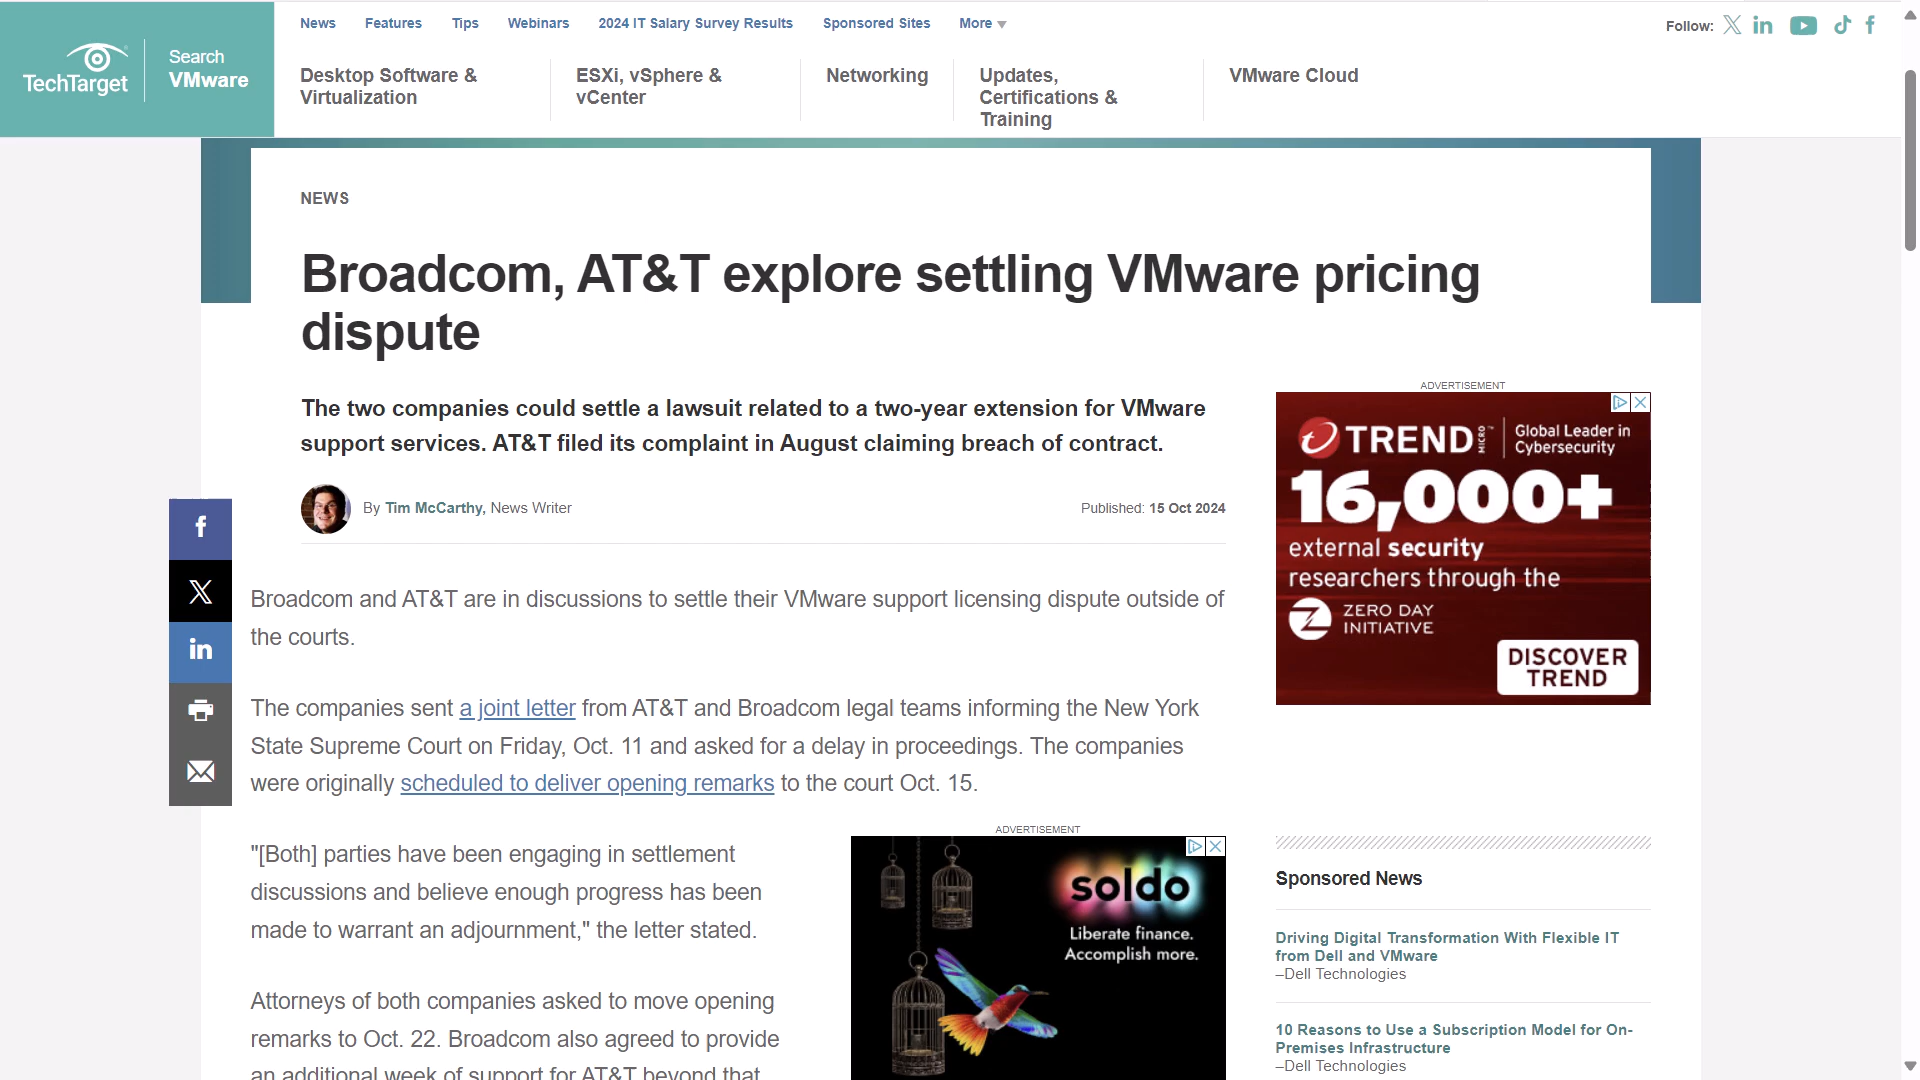 TechTarget
Search
VMware
News Features Tips Webinars 2024 IT Salary Survey Results Sponsored Sites More
Follow:
Desktop Software &
Virtualization
ESXi, vSphere &
vCenter
Networking
Updates,
Certifications &
Training
VMware Cloud
NEWS
Broadcom, AT&T explore settling VMware pricing
dispute
The two companies could settle a lawsuit related to a two-year extension for VMware
support services. AT&T filed its complaint in August claiming breach of contract.
By Tim McCarthy, News Writer
Published: 15 Oct 2024
Broadcom and AT&T are in discussions to settle their VMware support licensing dispute outside of
the courts.
The companies sent a joint letter from AT&T and Broadcom legal teams informing the New York
State Supreme Court on Friday, Oct. 11 and asked for a delay in proceedings. The companies
were originally scheduled to deliver opening remarks to the court Oct. 15.
"[Both] parties have been engaging in settlement
discussions and believe enough progress has been
made to warrant an adjournment," the letter stated.
Attorneys of both companies asked to move opening
remarks to Oct. 22. Broadcom also agreed to provide
an additional week of support for AT&T beyond that
ADVERTISEMENT
soldo
Liberate finance.
Accomplish more.
ADVERTISEMENT
TREND MICRO™
Global Leader in
Cybersecurity
16,000+
external security
researchers through the
ZERO DAY
INITIATIVE
DISCOVER
TREND
Sponsored News
Driving Digital Transformation With Flexible IT
from Dell and VMware
–Dell Technologies
10 Reasons to Use a Subscription Model for On-
Premises Infrastructure
–Dell Technologies